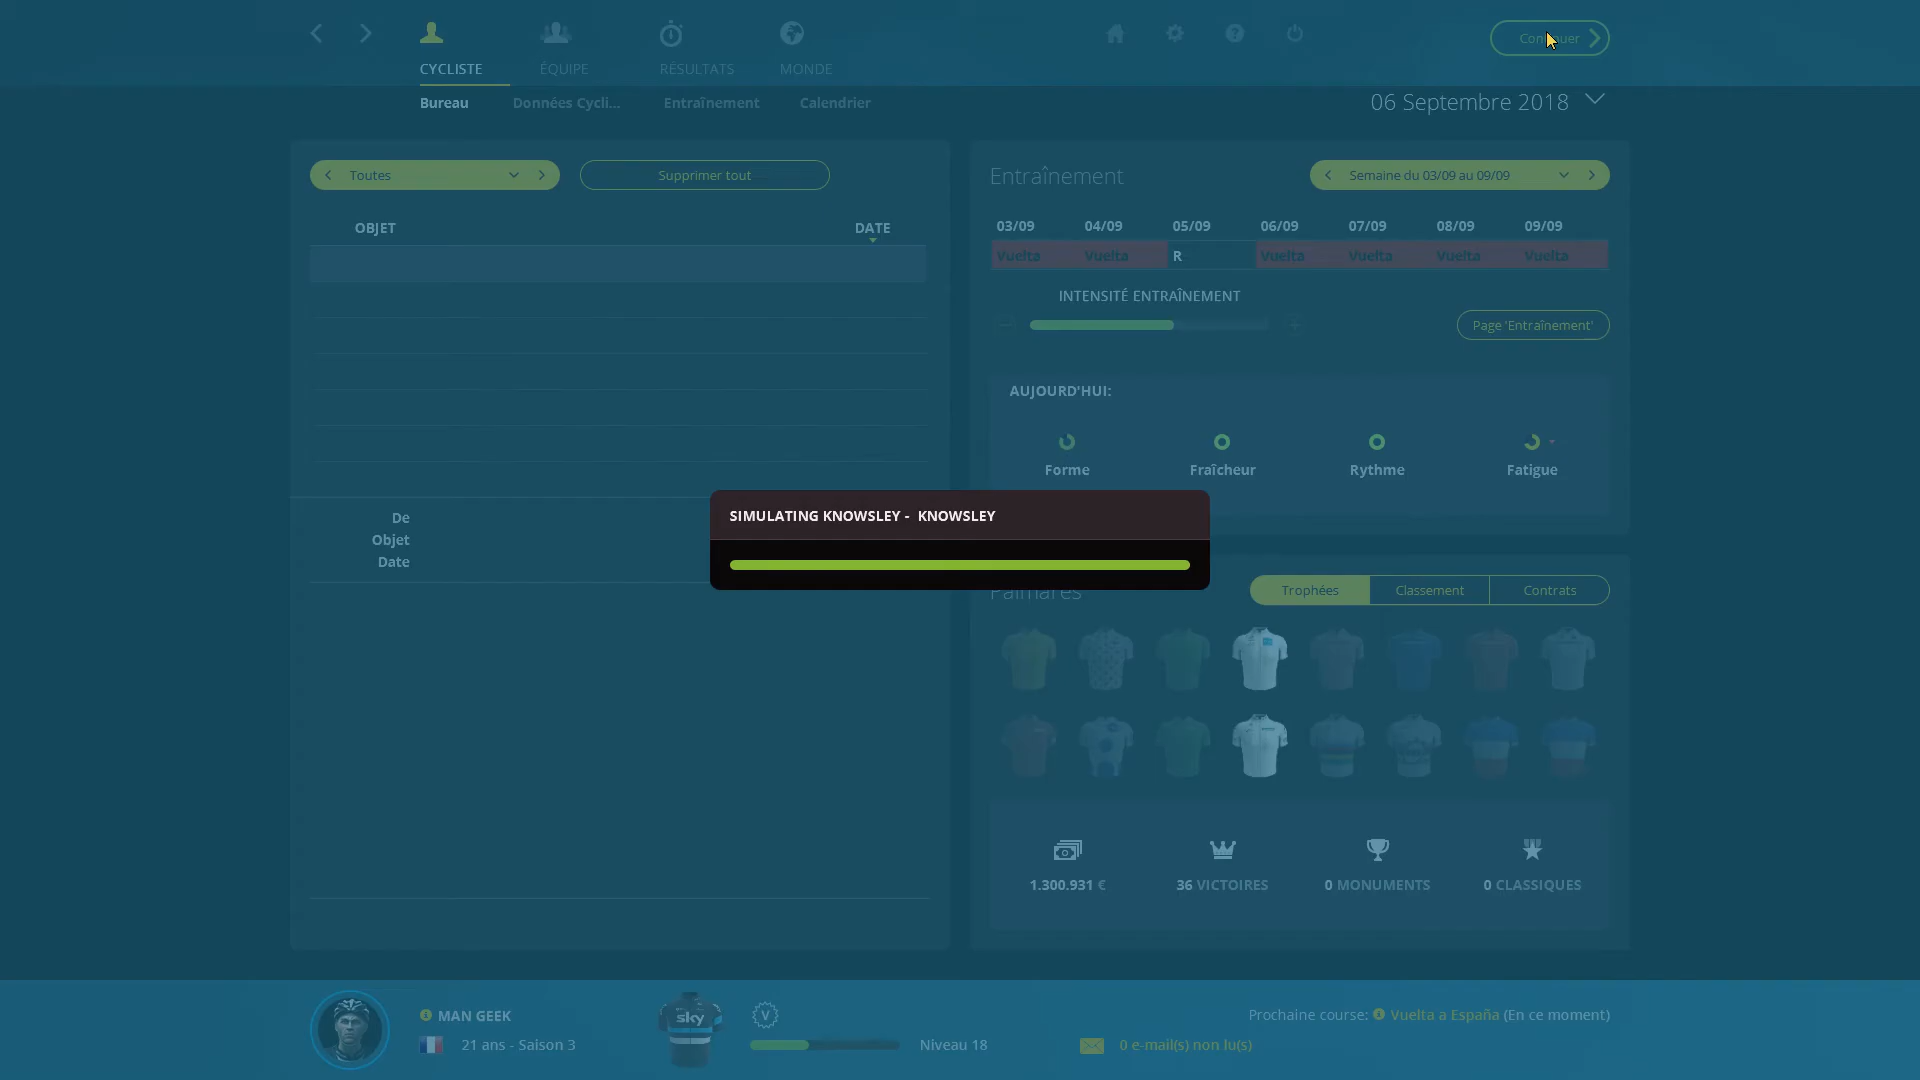 Continuer
CYCLISTE ÉQUIPE RÉSULTATS MONDE
Bureau Données Cycli... Entraînement Calendrier
06 Septembre 2018
Toutes Supprimer tout
OBJET DATE
Entraînement Semaine du 03/09 au 09/09
03/09 04/09 05/09 06/09 07/09 08/09 09/09
Vuelta Vuelta R Vuelta Vuelta Vuelta Vuelta
INTENSITÉ ENTRAÎNEMENT
Page 'Entraînement'
AUJOURD'HUI:
Forme Fraîcheur Rythme Fatigue
SIMULATING KNOWSLEY - KNOWSLEY
De
Objet
Date
Palmarès Trophées Classement Contrats
1.300.931 € 36 VICTOIRES 0 MONUMENTS 0 CLASSIQUES
MAN GEEK
21 ans - Saison 3
sky
V
Niveau 18
Prochaine course: Vuelta a España (En ce moment)
0 e-mail(s) non lu(s)